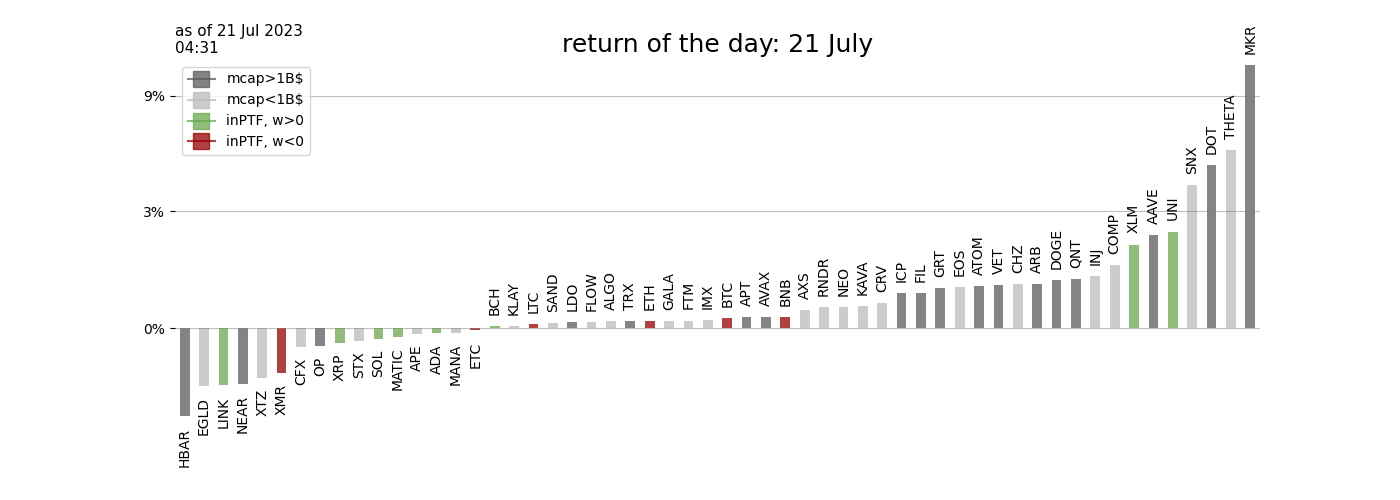 as of 21 Jul 2023
04:31
return of the day: 21 July
mcap>1B$
mcap<1B$
inPTF, w>0
inPTF, w<0
9%
3%
0%
HBAR
EGLD
LINK
NEAR
XTZ
XMR
CFX
OP
XRP
STX
SOL
MATIC
APE
ADA
MANA
ETC
BCH
KLAY
LTC
SAND
LDO
FLOW
ALGO
TRX
ETH
GALA
FTM
IMX
BTC
APT
AVAX
BNB
AXS
RNDR
NEO
KAVA
CRV
ICP
FIL
GRT
EOS
ATOM
VET
CHZ
ARB
DOGE
QNT
INJ
COMP
XLM
AAVE
UNI
SNX
DOT
THETA
MKR